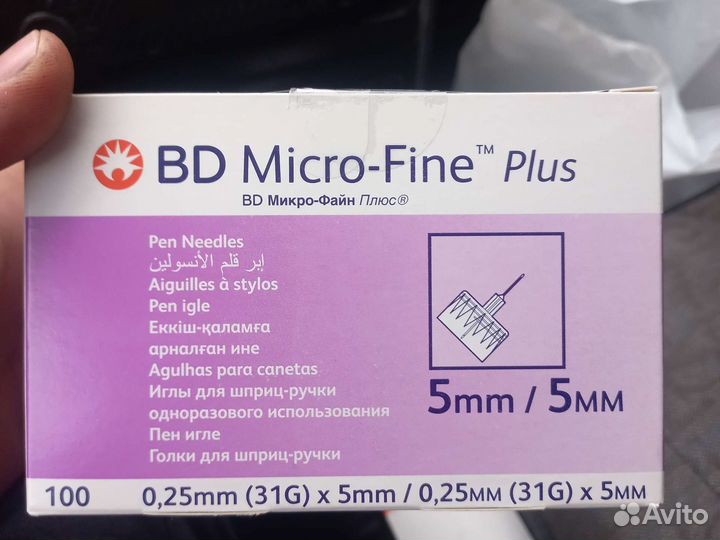 BD Micro-Fine™ Plus
BD Микро-Файн Плюс®
Pen Needles
إبر قلم الأنسولين
Aiguilles à stylos
Pen igle
Еккіш-қаламға
арналған ине
Agulhas para canetas
Иглы для шприц-ручки
одноразового использования
Пен игле
Голки для шприц-ручки
5mm / 5мм
100 0,25mm (31G) x 5mm / 0,25мм (31G) x 5мм
Avito